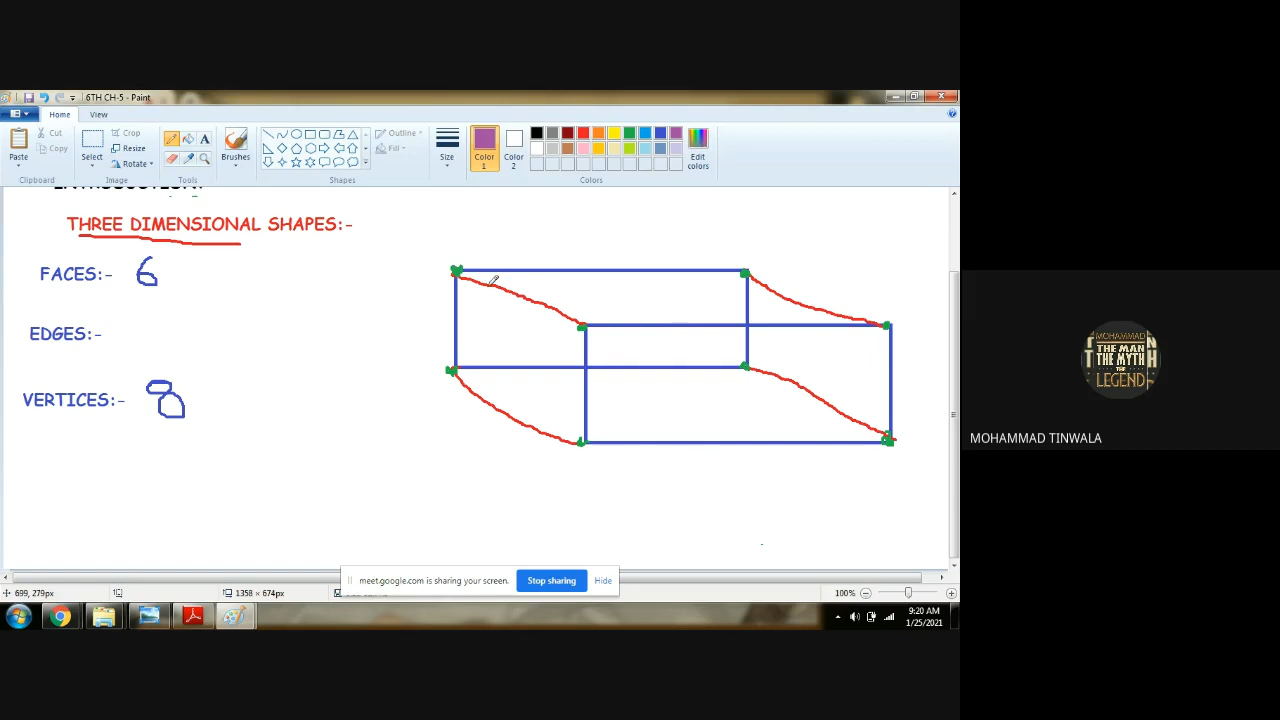 6TH CH-5 - Paint
Home View
Paste Cut Copy Clipboard
Select Crop Resize Rotate Image
Tools
Brushes
Shapes
Outline Fill
Size
Color 1 Color 2
Edit colors
Colors
INTRODUCTION:
THREE DIMENSIONAL SHAPES:-
FACES:- 6
EDGES:-
VERTICES:- 8
MOHAMMAD
THE MAN
THE MYTH
THE
LEGEND
MOHAMMAD TINWALA
meet.google.com is sharing your screen. Stop sharing Hide
699, 279px 1358 × 674px 100%
9:20 AM
1/25/2021